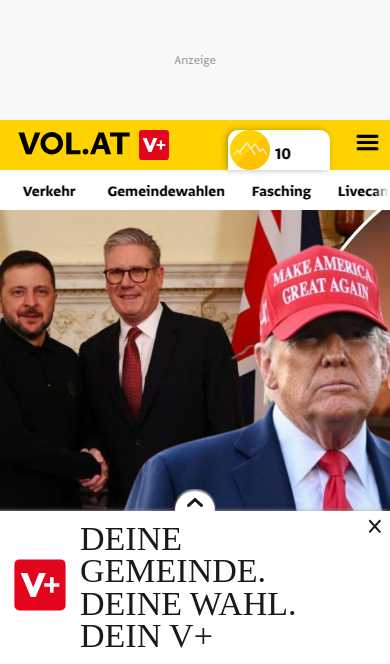 Anzeige
VOL.AT V+
10
Verkehr Gemeindewahlen Fasching Livecam
MAKE AMERICA
GREAT AGAIN
DEINE
GEMEINDE.
V+
DEINE WAHL.
DEIN V+